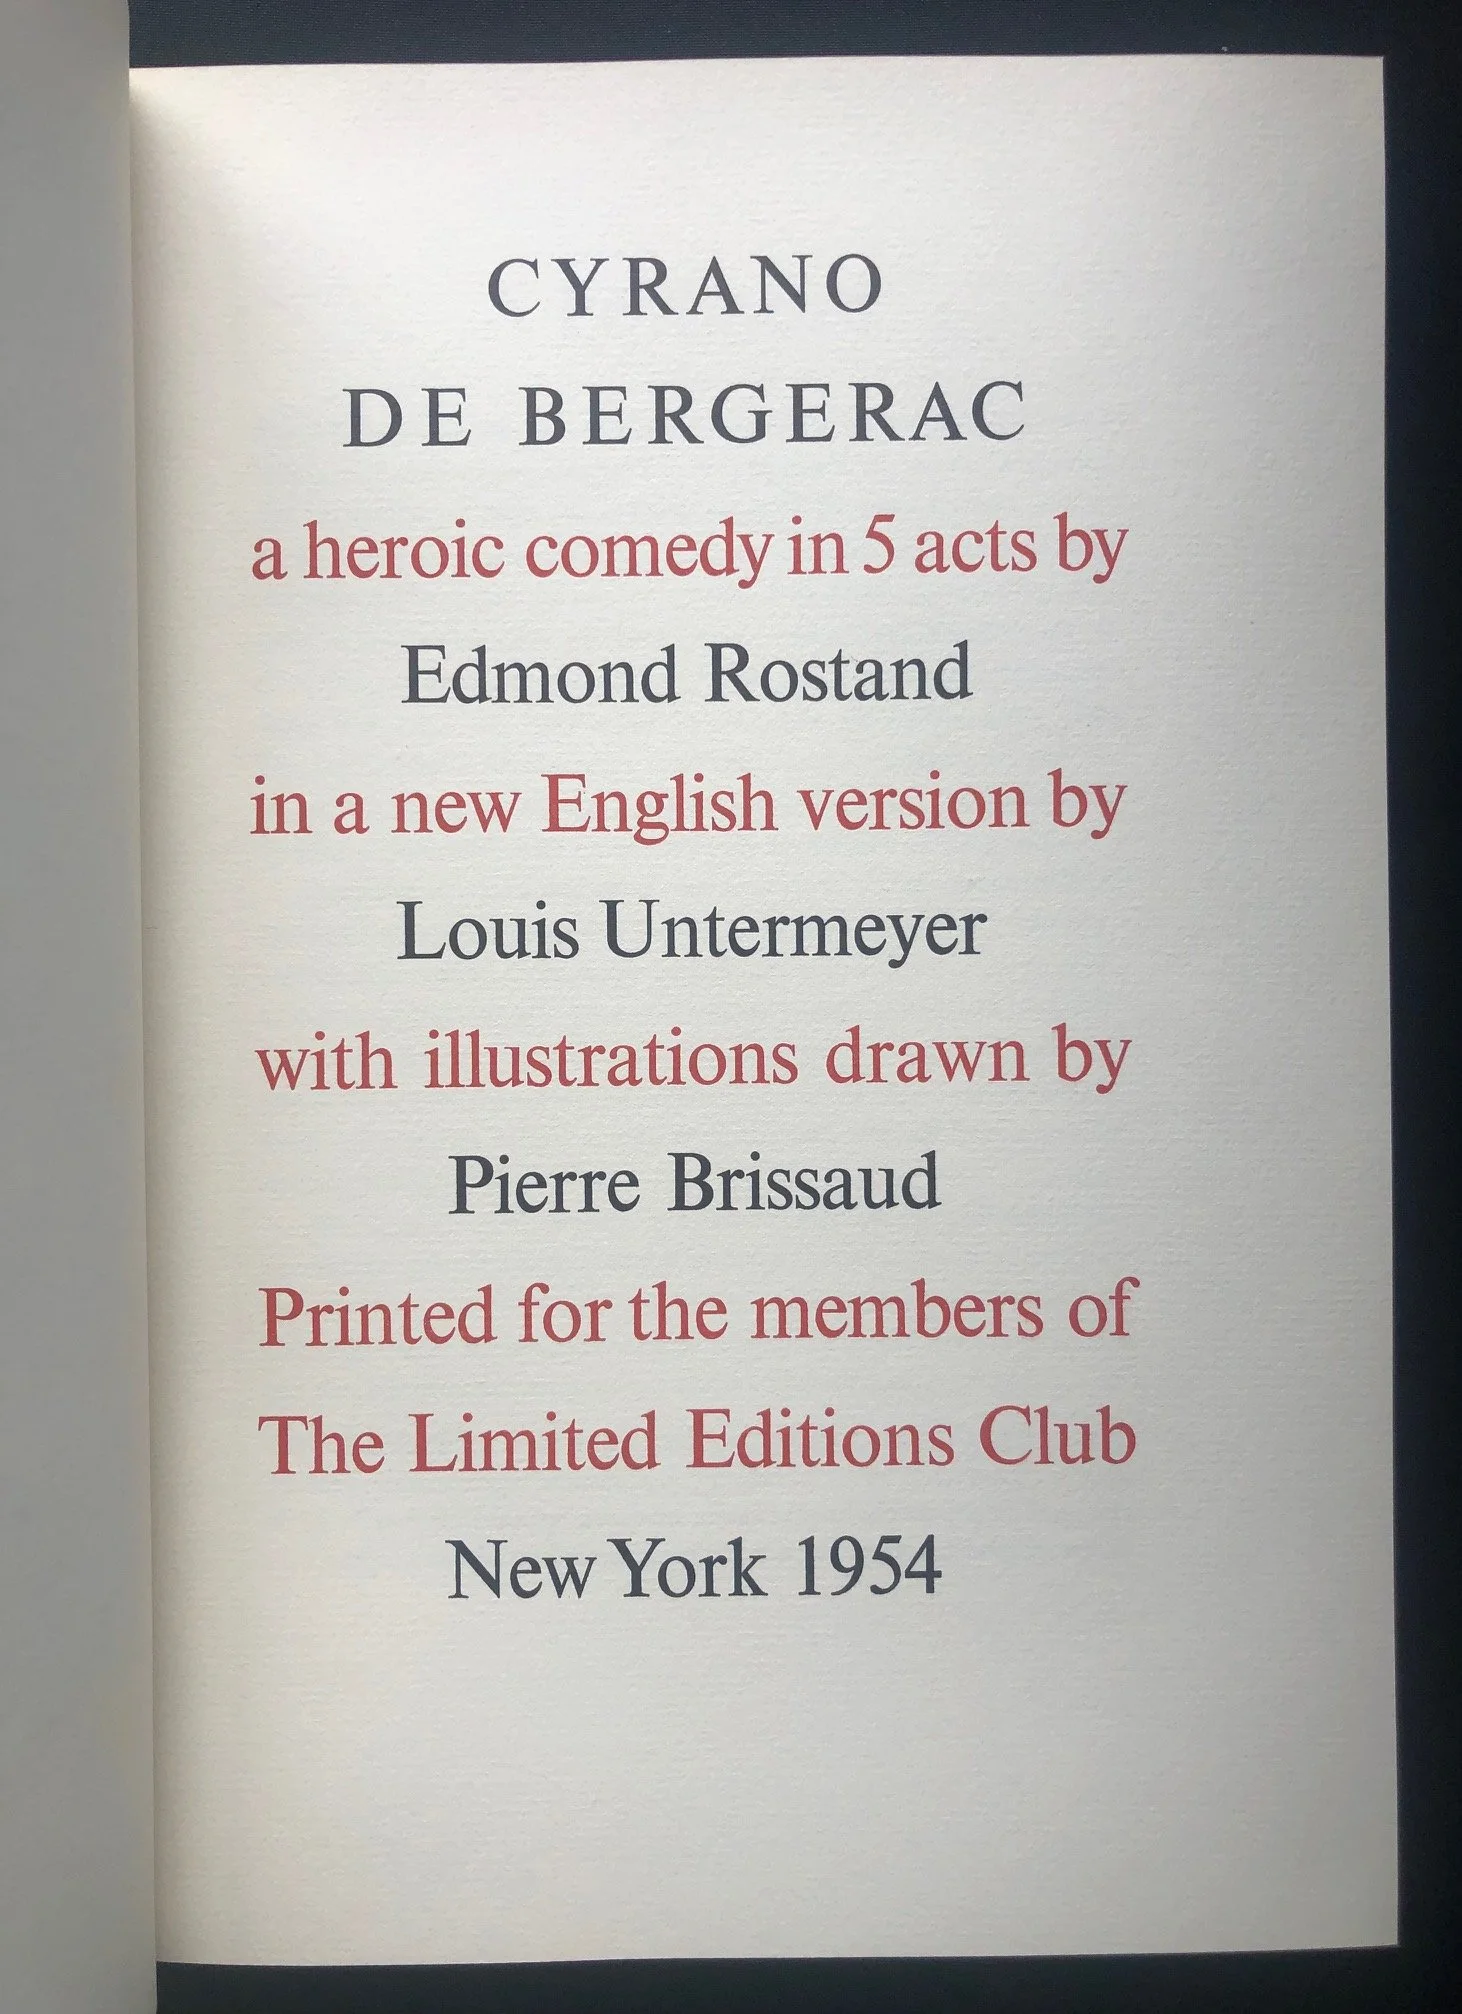 CYRANO
DE BERGERAC
a heroic comedy in 5 acts by
Edmond Rostand
in a new English version by
Louis Untermeyer
with illustrations drawn by
Pierre Brissaud
Printed for the members of
The Limited Editions Club
New York 1954